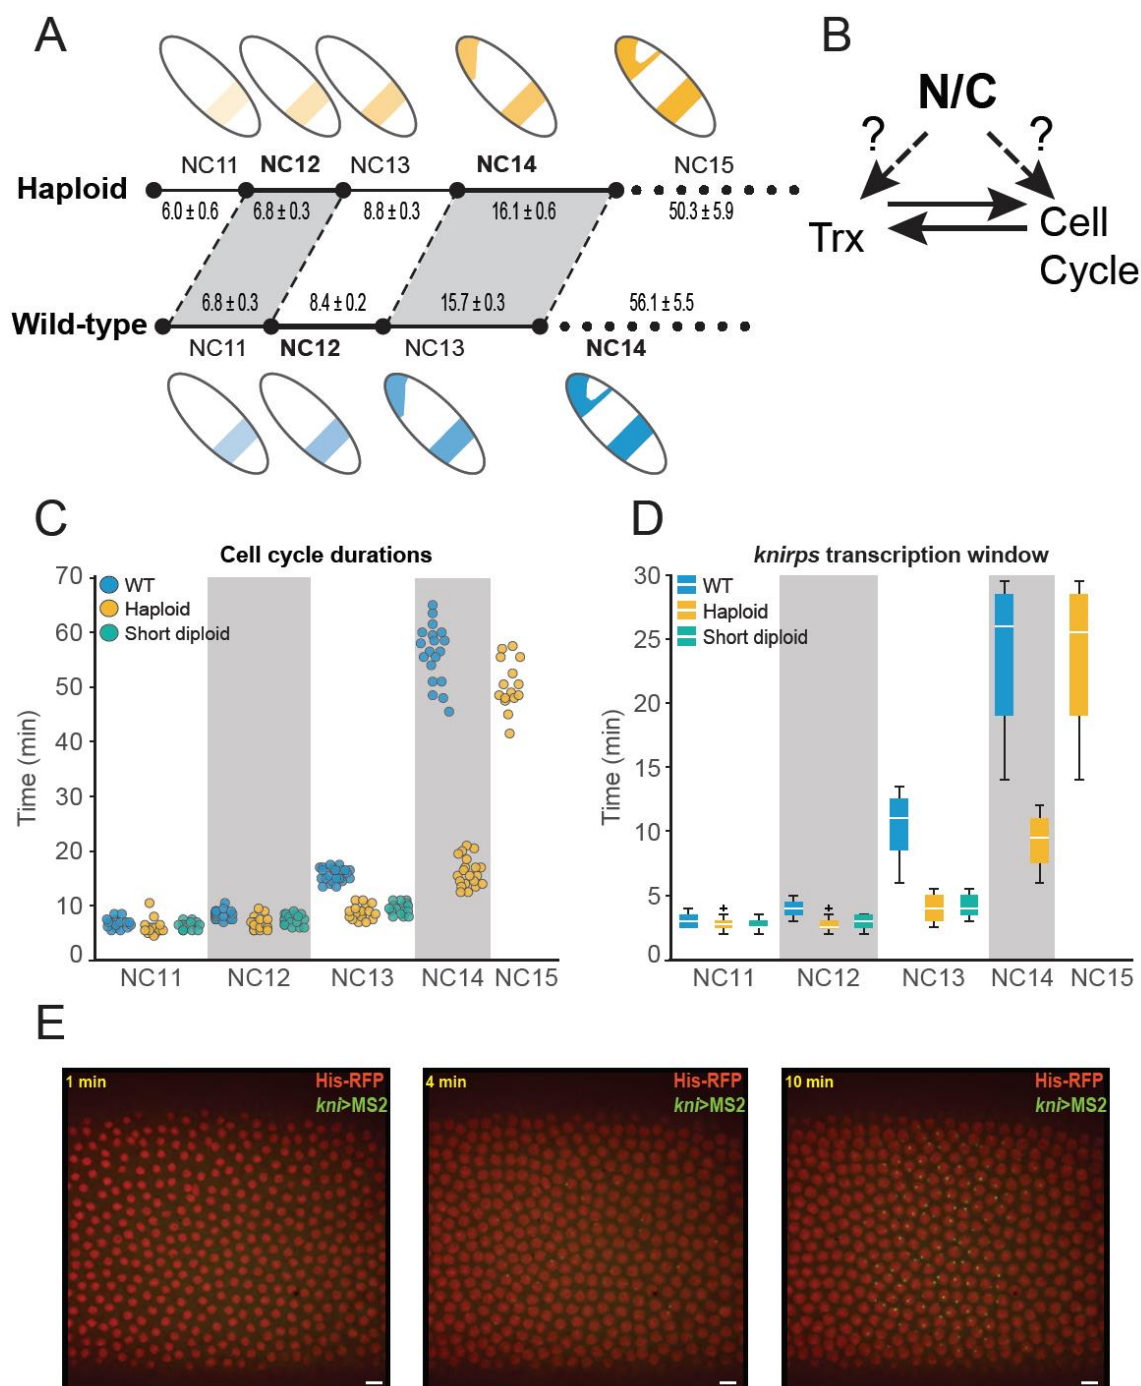 A
NC11 NC12 NC13 NC14 NC15
Haploid
6.0 ± 0.6 6.8 ± 0.3 8.8 ± 0.3 16.1 ± 0.6 50.3 ± 5.9
6.8 ± 0.3 8.4 ± 0.2 15.7 ± 0.3 56.1 ± 5.5
Wild-type
NC11 NC12 NC13 NC14
B
N/C
? ?
Trx
Cell
Cycle
C
Cell cycle durations
WT
Haploid
Short diploid
Time (min)
70
60
50
40
30
20
10
0
NC11 NC12 NC13 NC14 NC15
D
knirps transcription window
WT
Haploid
Short diploid
Time (min)
30
25
20
15
10
5
0
NC11 NC12 NC13 NC14 NC15
E
1 min His-RFP
kni>MS2
4 min His-RFP
kni>MS2
10 min His-RFP
kni>MS2